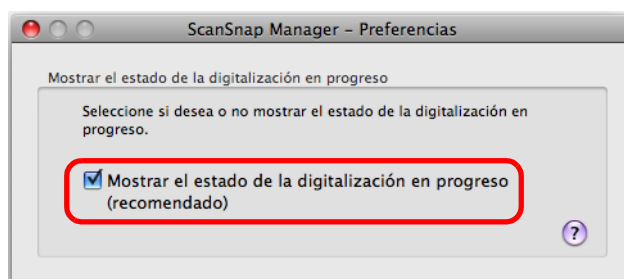 ScanSnap Manager – Preferencias
Mostrar el estado de la digitalización en progreso
Seleccione si desea o no mostrar el estado de la digitalización en
progreso.
Mostrar el estado de la digitalización en progreso
(recomendado)
?